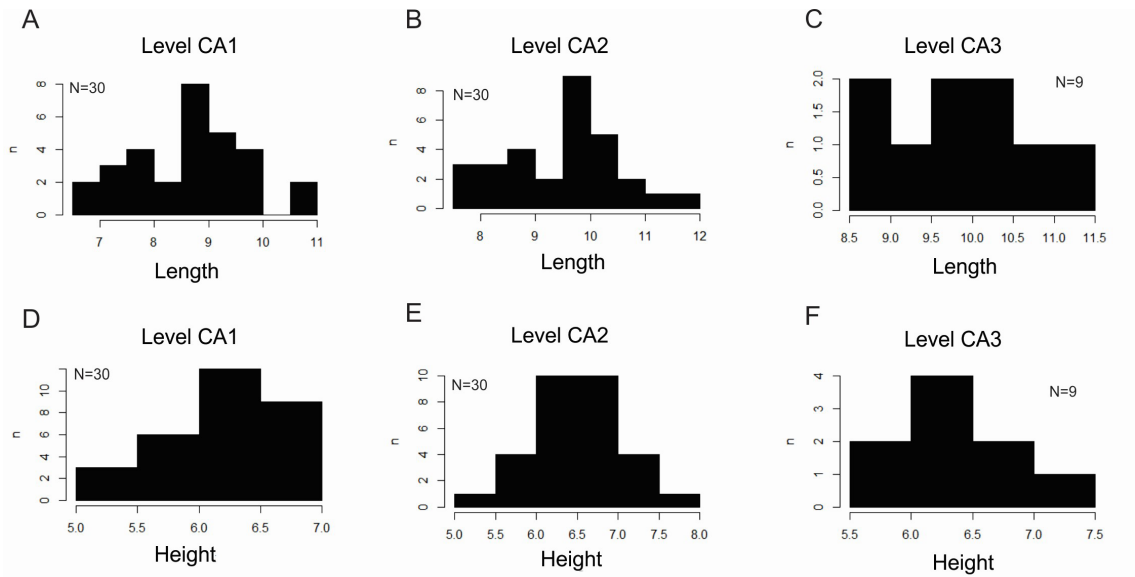 A
Level CA1
N=30
n
0 2 4 6 8
7 8 9 10 11
Length
B
Level CA2
N=30
n
0 2 4 6 8
8 9 10 11 12
Length
C
Level CA3
N=9
n
0.0 0.5 1.0 1.5 2.0
8.5 9.0 9.5 10.0 10.5 11.0 11.5
Length
D
Level CA1
N=30
n
0 2 4 6 8 10
5.0 5.5 6.0 6.5 7.0
Height
E
Level CA2
N=30
n
0 2 4 6 8 10
5.0 5.5 6.0 6.5 7.0 7.5 8.0
Height
F
Level CA3
N=9
n
0 1 2 3 4
5.5 6.0 6.5 7.0 7.5
Height